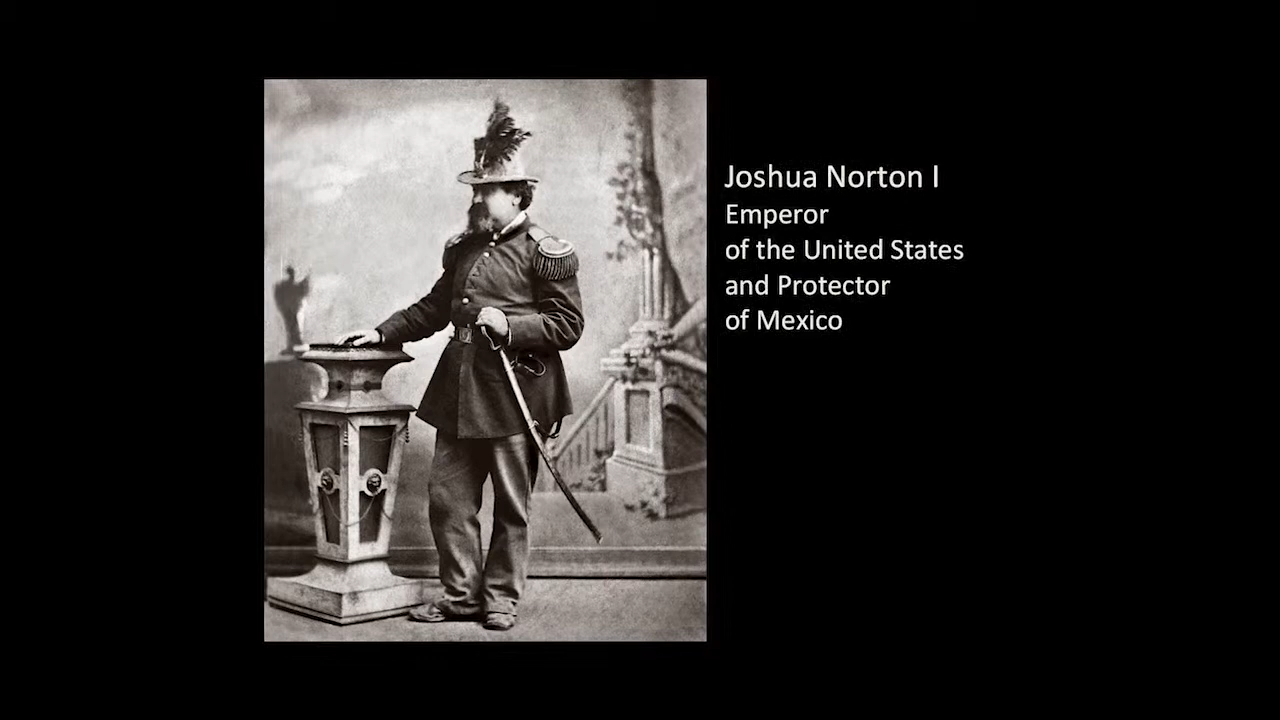 Joshua Norton I
Emperor
of the United States
and Protector
of Mexico